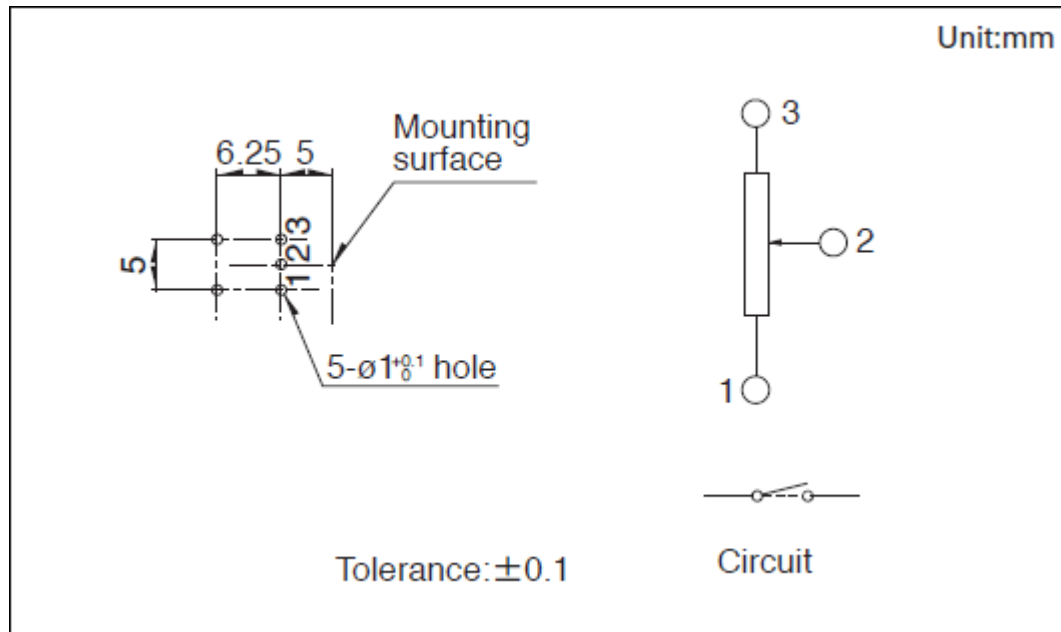 Unit:mm
6.25 5
Mounting
surface
5
3
2
1
5-ø1+0.1 0 hole
3
2
1
Tolerance:±0.1
Circuit